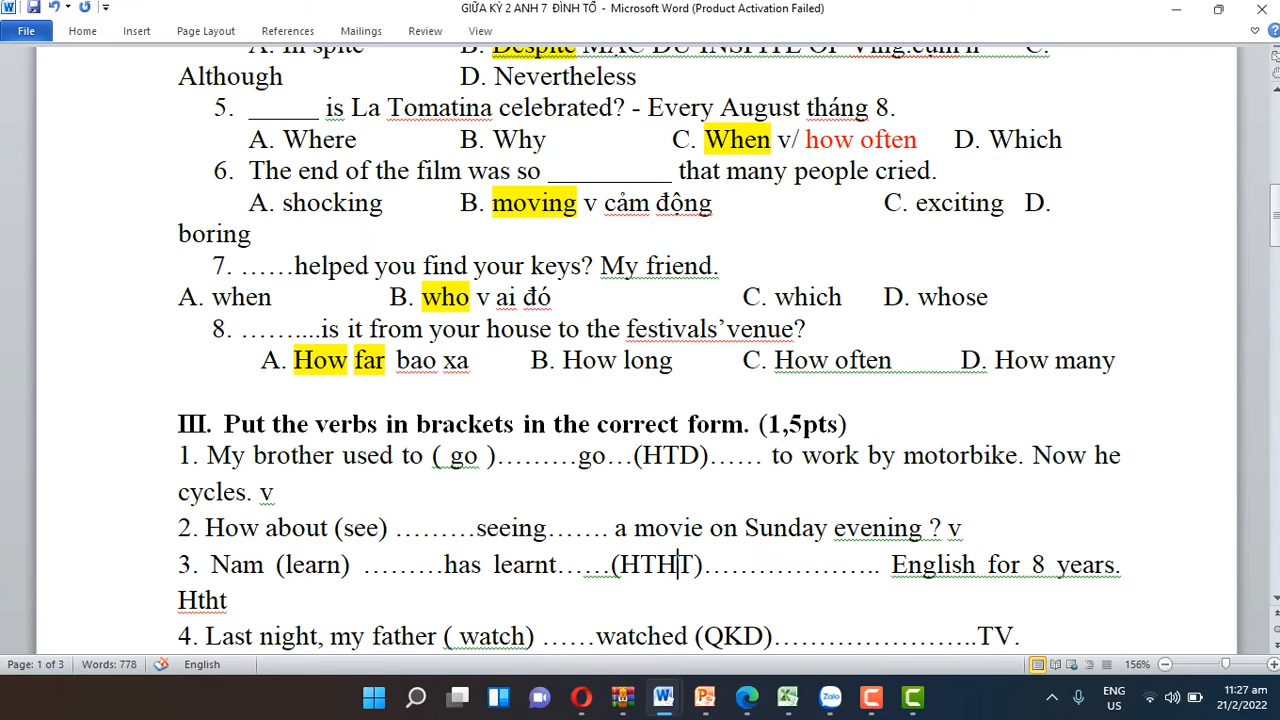 GIỮA KỲ 2 ANH 7 ĐÌNH TỔ - Microsoft Word (Product Activation Failed)
File Home Insert Page Layout References Mailings Review View
A. In spite B. Despite MẶC DÙ INSPITE OF C.
Although D. Nevertheless
5. ______ is La Tomatina celebrated? - Every August tháng 8.
A. Where B. Why C. When v/ how often D. Which
6. The end of the film was so __________ that many people cried.
A. shocking B. moving v cảm động C. exciting D.
boring
7. ……helped you find your keys? My friend.
A. when B. who v ai đó C. which D. whose
8. ……....is it from your house to the festivals’venue?
A. How far bao xa B. How long C. How often D. How many
III. Put the verbs in brackets in the correct form. (1,5pts)
1. My brother used to ( go )………go…(HTD)…… to work by motorbike. Now he
cycles. v
2. How about (see) ………seeing……. a movie on Sunday evening ? v
3. Nam (learn) ………has learnt……(HTHT)……………….. English for 8 years.
Htht
4. Last night, my father ( watch) ……watched (QKD)…………………..TV.
Page: 1 of 3 Words: 778 English 156%
ENG
US
11:27 am
21/2/2022